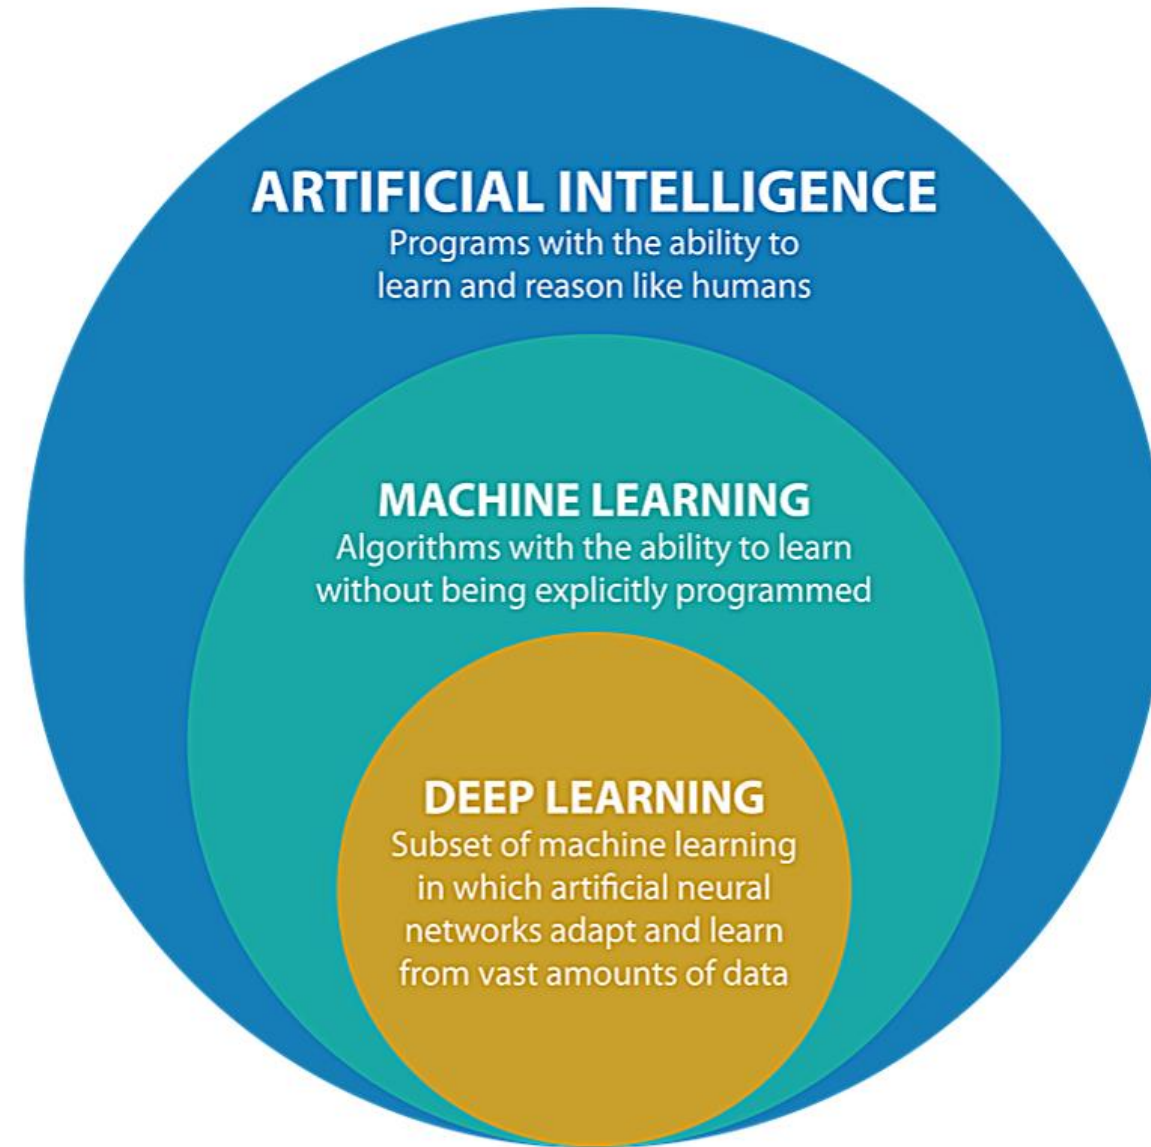 ARTIFICIAL INTELLIGENCE
Programs with the ability to
learn and reason like humans
MACHINE LEARNING
Algorithms with the ability to learn
without being explicitly programmed
DEEP LEARNING
Subset of machine learning
in which artificial neural
networks adapt and learn
from vast amounts of data